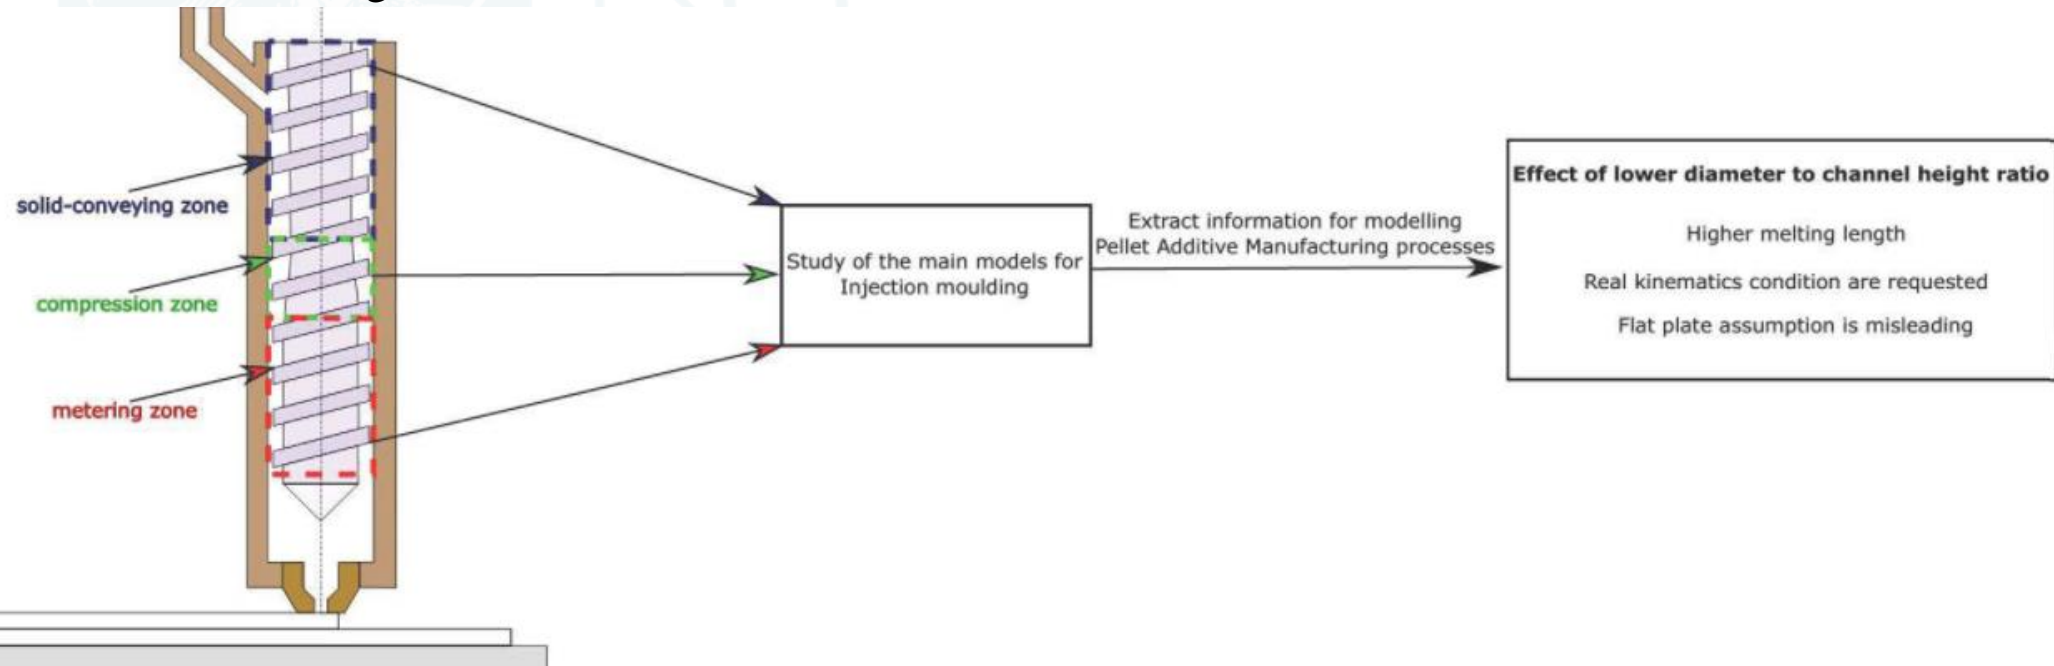 solid-conveying zone
compression zone
metering zone
Study of the main models for
Injection moulding
Extract information for modelling
Pellet Additive Manufacturing processes
Effect of lower diameter to channel height ratio
Higher melting length
Real kinematics condition are requested
Flat plate assumption is misleading